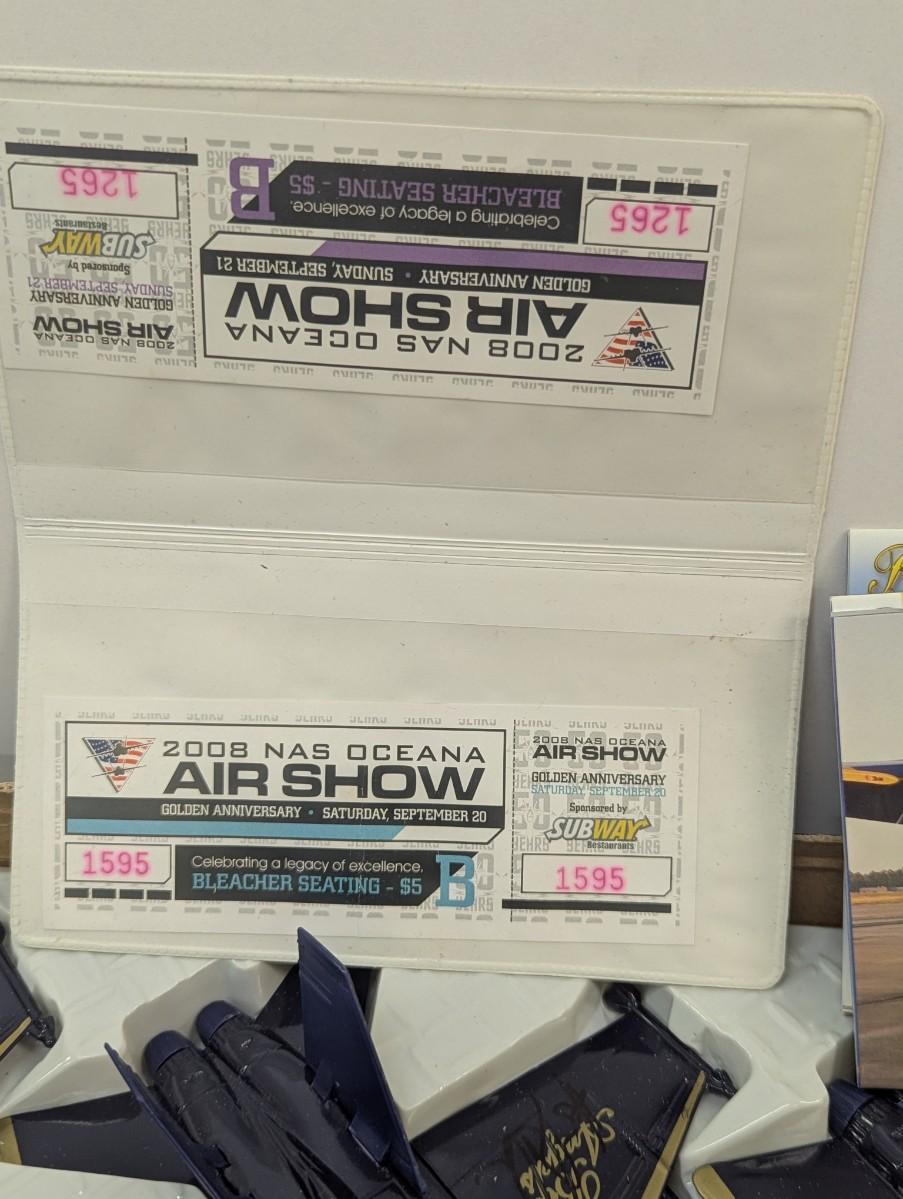 1265
BLEACHER SEATING - $5
Celebrating a legacy of excellence.
B
1265
Sponsored by
SUBWAY
Restaurants
GOLDEN ANNIVERSARY
SUNDAY, SEPTEMBER 21
2008 NAS OCEANA
AIR SHOW
GOLDEN ANNIVERSARY • SUNDAY, SEPTEMBER 21
2008 NAS OCEANA
AIR SHOW
2008 NAS OCEANA
AIR SHOW
GOLDEN ANNIVERSARY • SATURDAY, SEPTEMBER 20
1595
Celebrating a legacy of excellence.
BLEACHER SEATING - $5
B
2008 NAS OCEANA
AIR SHOW
GOLDEN ANNIVERSARY
SATURDAY, SEPTEMBER 20
Sponsored by
SUBWAY
Restaurants
1595